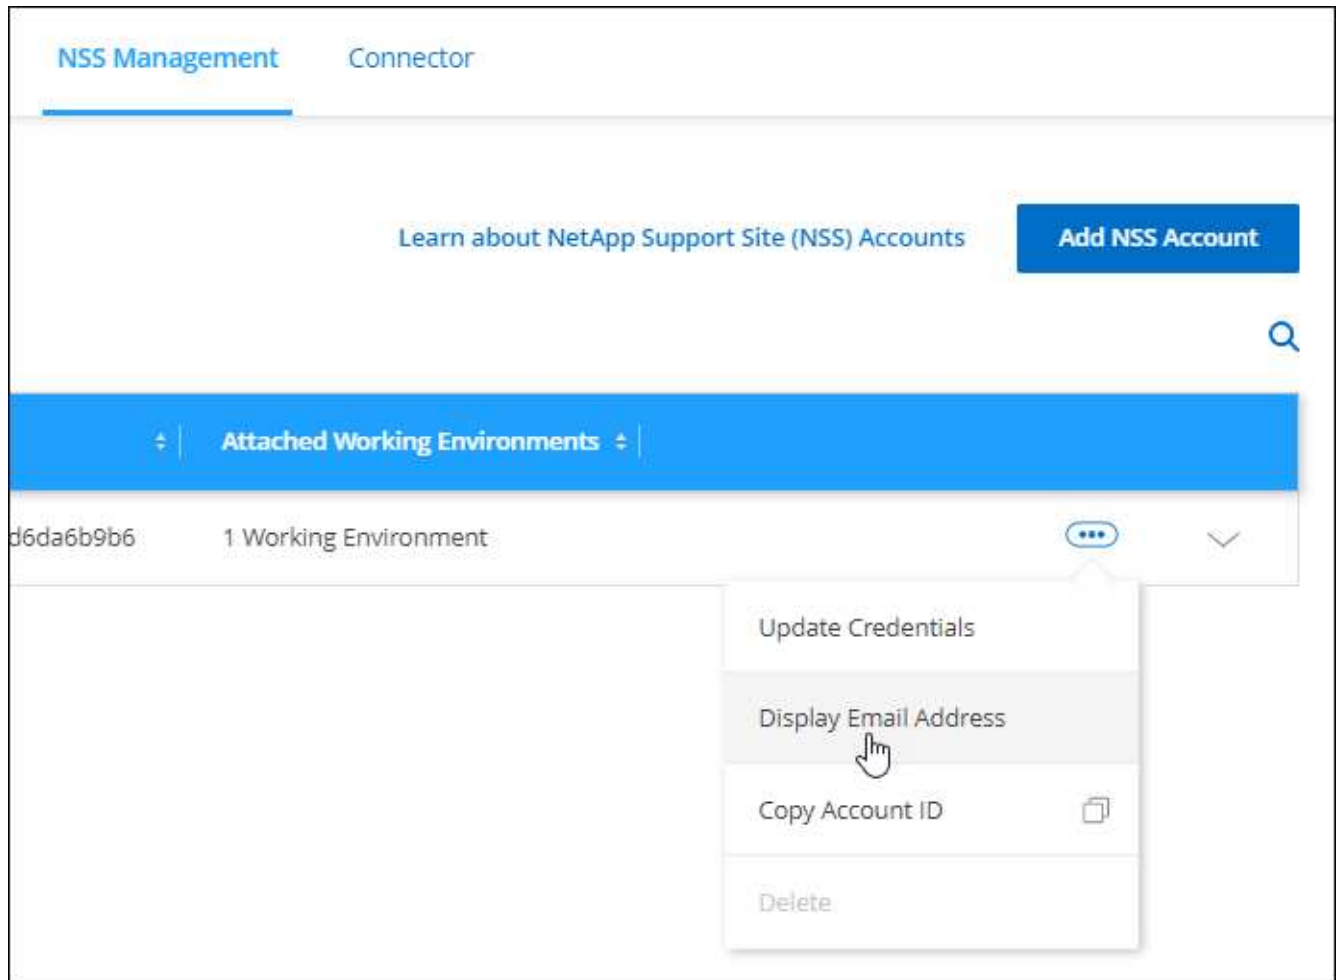 NSS Management Connector
Learn about NetApp Support Site (NSS) Accounts Add NSS Account
Attached Working Environments
d6da6b9b6 1 Working Environment
Update Credentials
Display Email Address
Copy Account ID
Delete